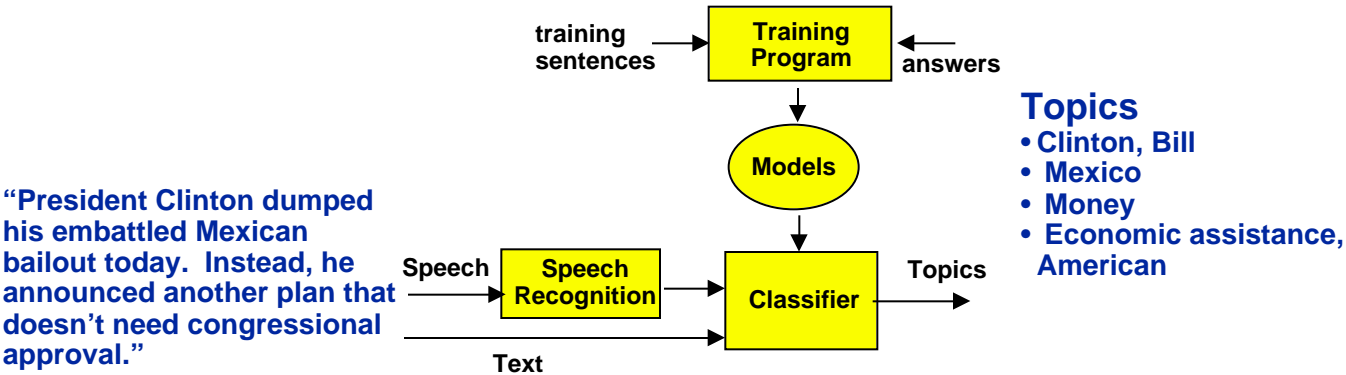 training
sentences
Training
Program
answers
Topics
• Clinton, Bill
• Mexico
• Money
• Economic assistance,
American
Models
“President Clinton dumped
his embattled Mexican
bailout today.  Instead, he
announced another plan that
doesn’t need congressional
approval.”
Speech
Speech
Recognition
Classifier
Topics
Text